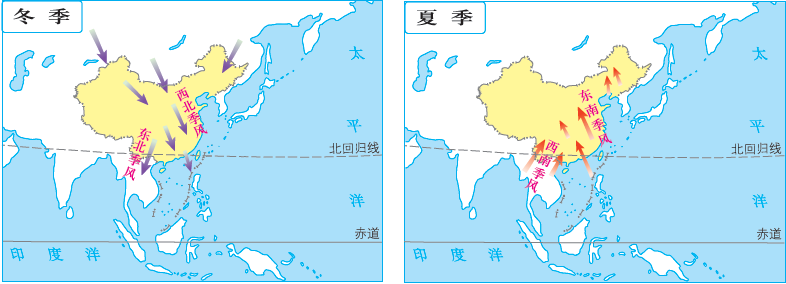 冬季
太平洋
西北季风
东北季风
北回归线
赤道
印度洋
夏季
太平洋
东南季风
西南季风
北回归线
赤道
印度洋